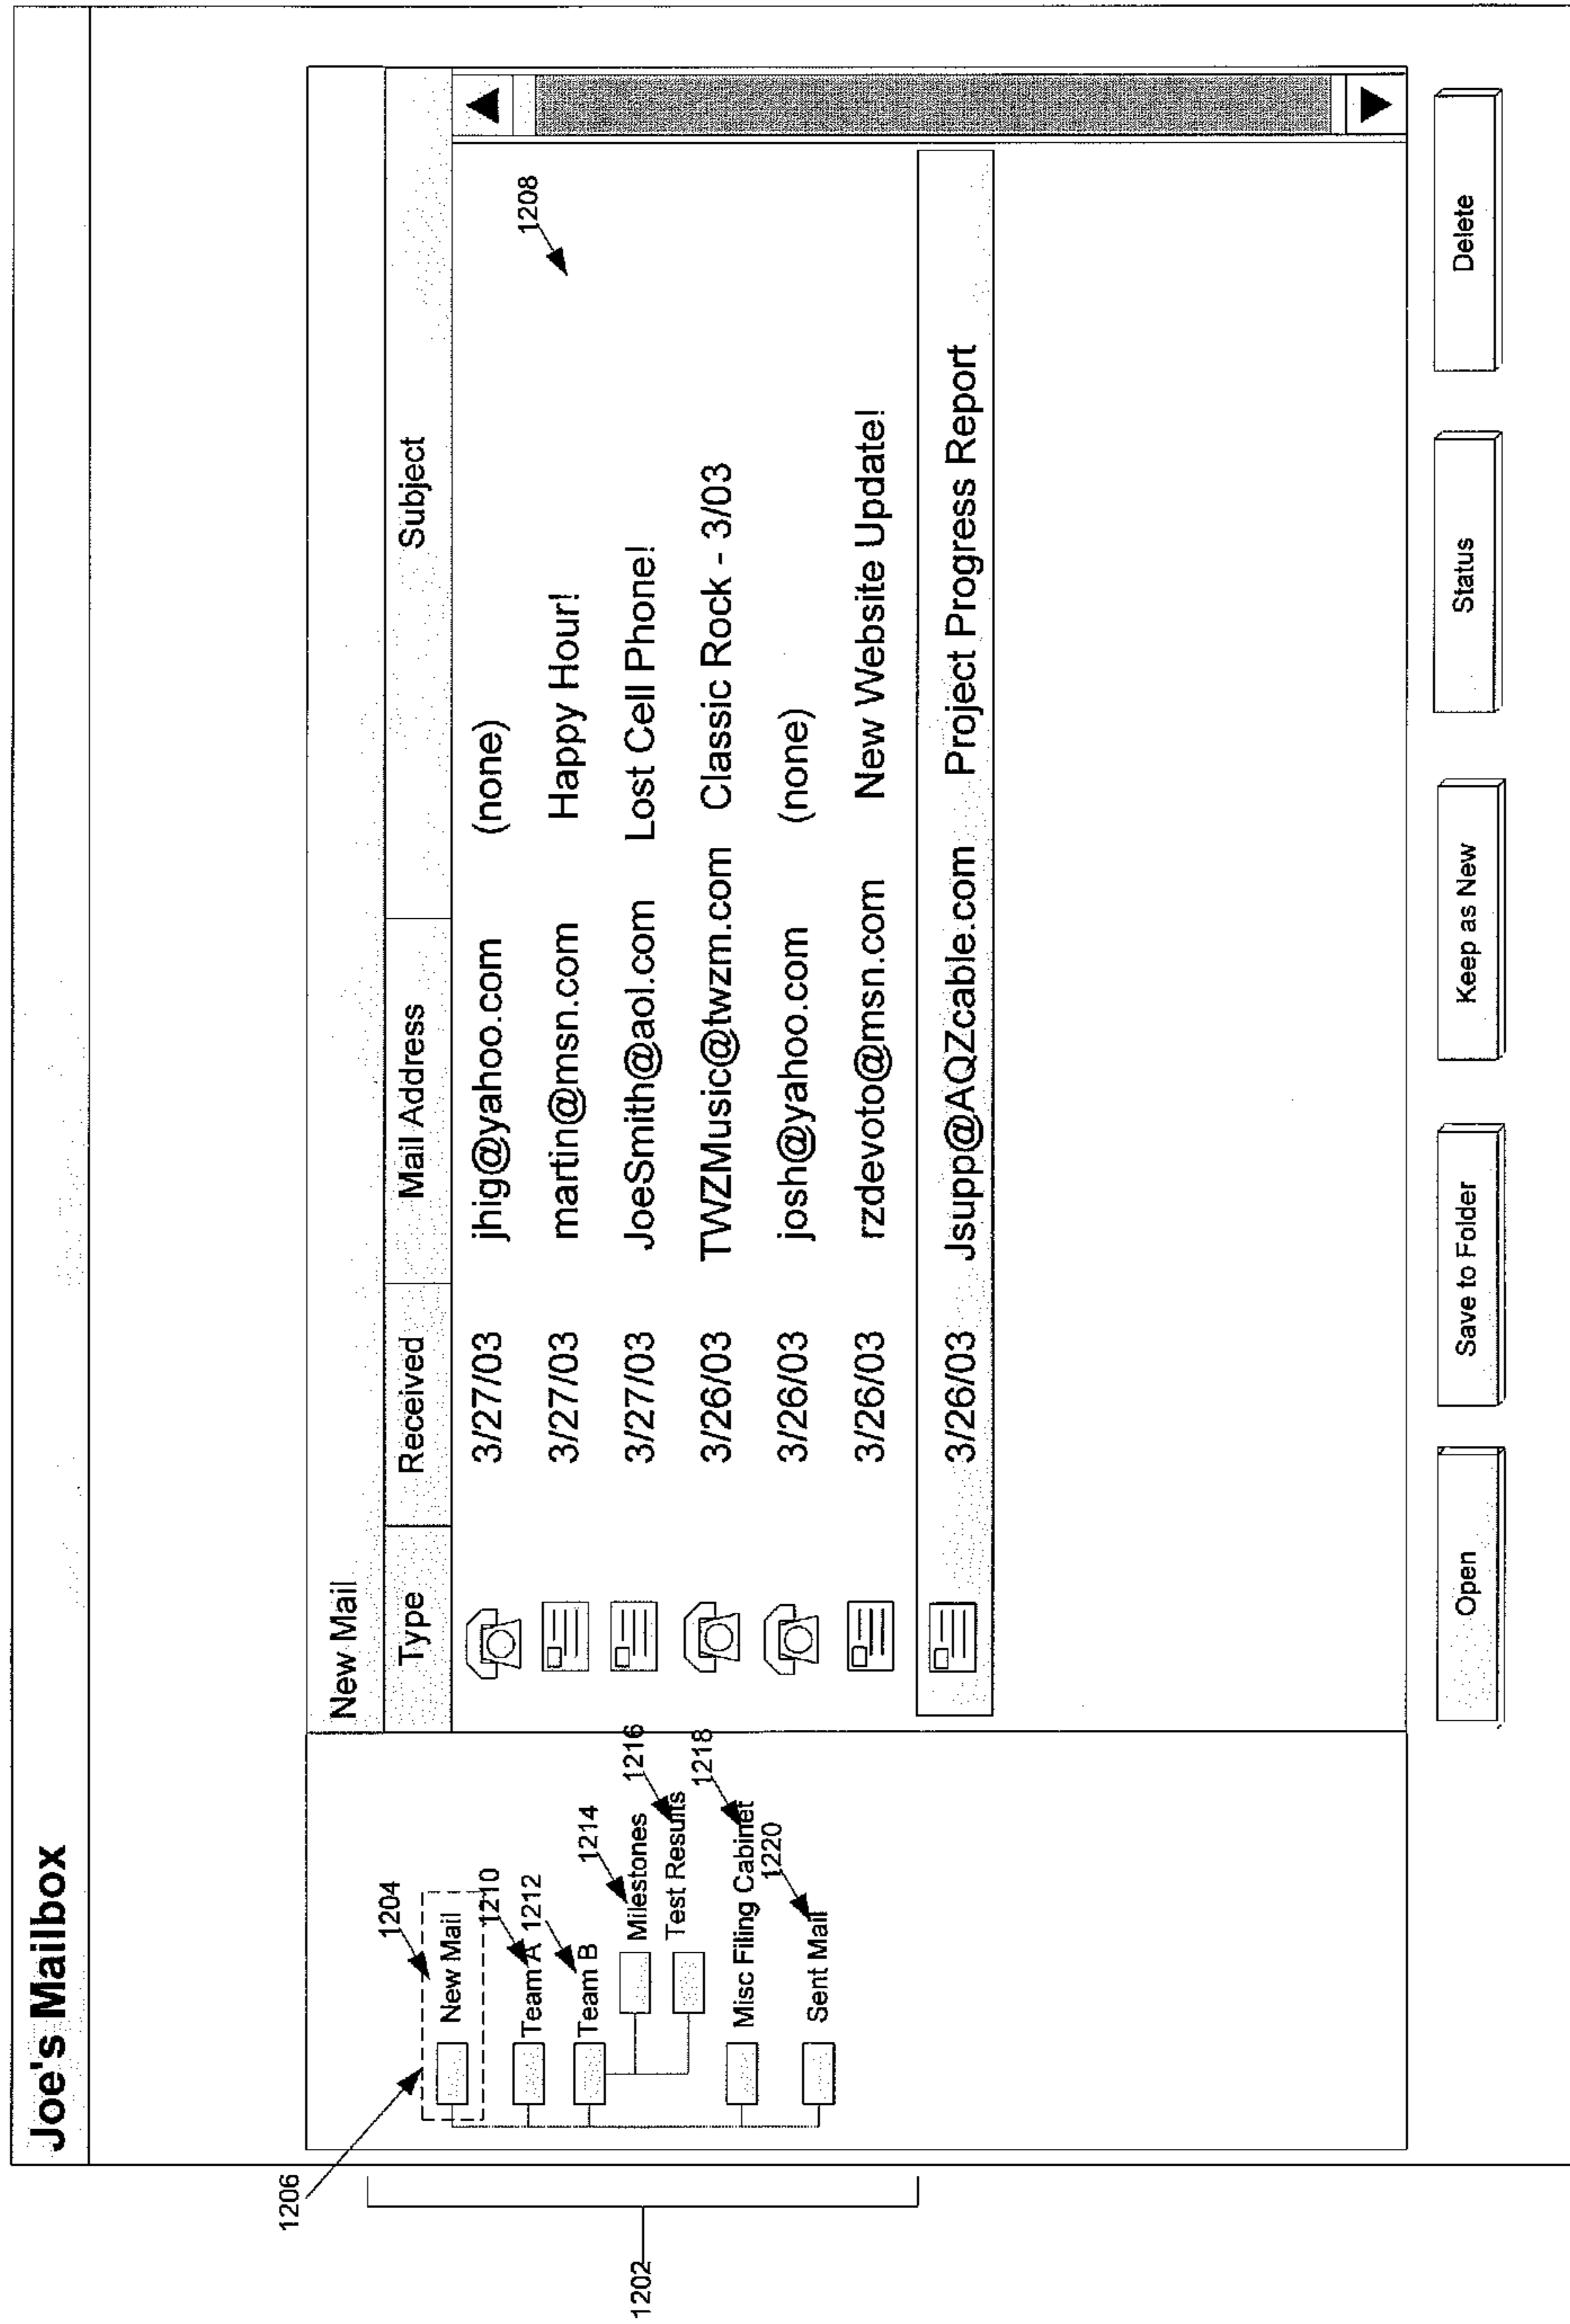 Joe's Mailbox
1202
1206
1204
New Mail
1210
Team A
1212
Team B
1214
Milestones
1216
Test Results
1218
Misc Filing Cabinet
1220
Sent Mail
New Mail
Type Received Mail Address Subject
3/27/03 jhig@yahoo.com (none)
1208
3/27/03 martin@msn.com Happy Hour!
3/27/03 JoeSmith@aol.com Lost Cell Phone!
3/26/03 TWZMusic@twzm.com Classic Rock - 3/03
3/26/03 josh@yahoo.com (none)
3/26/03 rzdevoto@msn.com New Website Update!
3/26/03 Jsupp@AQZcable.com Project Progress Report
Open Save to Folder Keep as New Status Delete